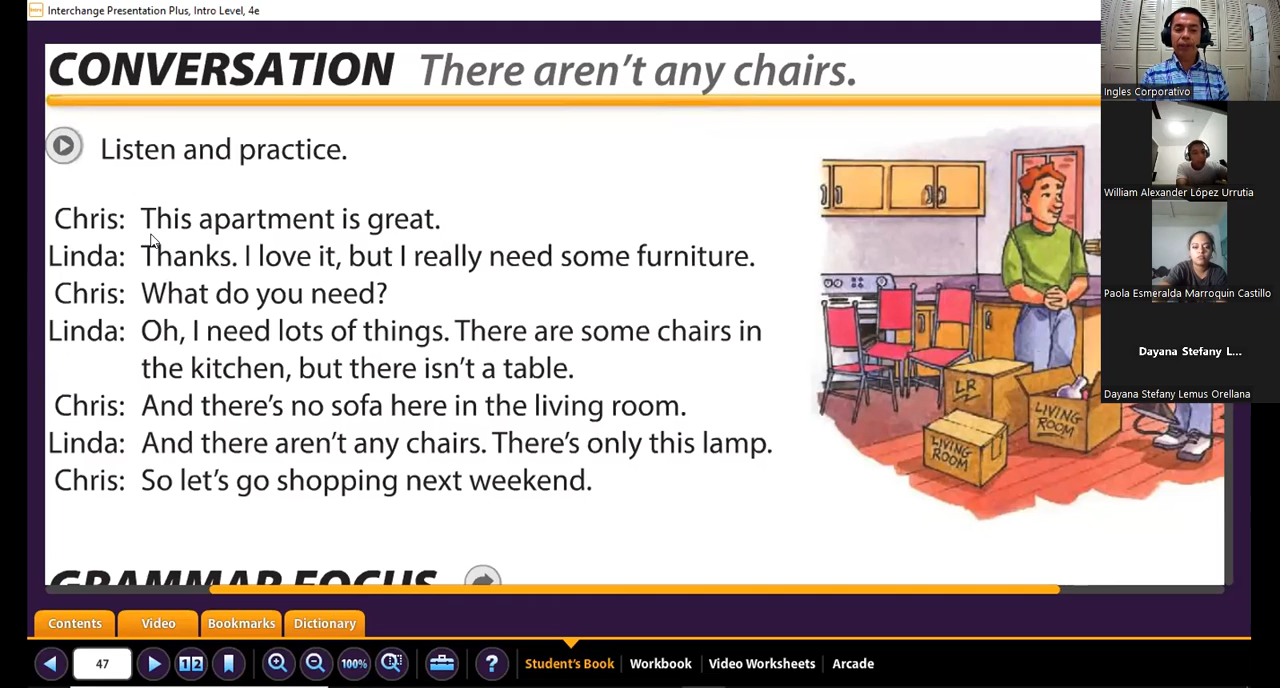 Interchange Presentation Plus, Intro Level, 4e
CONVERSATION There aren't any chairs.
Listen and practice.
Chris: This apartment is great.
Linda: Thanks. I love it, but I really need some furniture.
Chris: What do you need?
Linda: Oh, I need lots of things. There are some chairs in
the kitchen, but there isn't a table.
Chris: And there's no sofa here in the living room.
Linda: And there aren't any chairs. There's only this lamp.
Chris: So let's go shopping next weekend.
LR
LIVING
ROOM
LIVING
ROOM
GRAMMAR FOCUS
Ingles Corporativo
William Alexander López Urrutia
Paola Esmeralda Marroquin Castillo
Dayana Stefany L...
Dayana Stefany Lemus Orellana
Contents Video Bookmarks Dictionary
47 1 2 100% ? Student's Book Workbook Video Worksheets Arcade